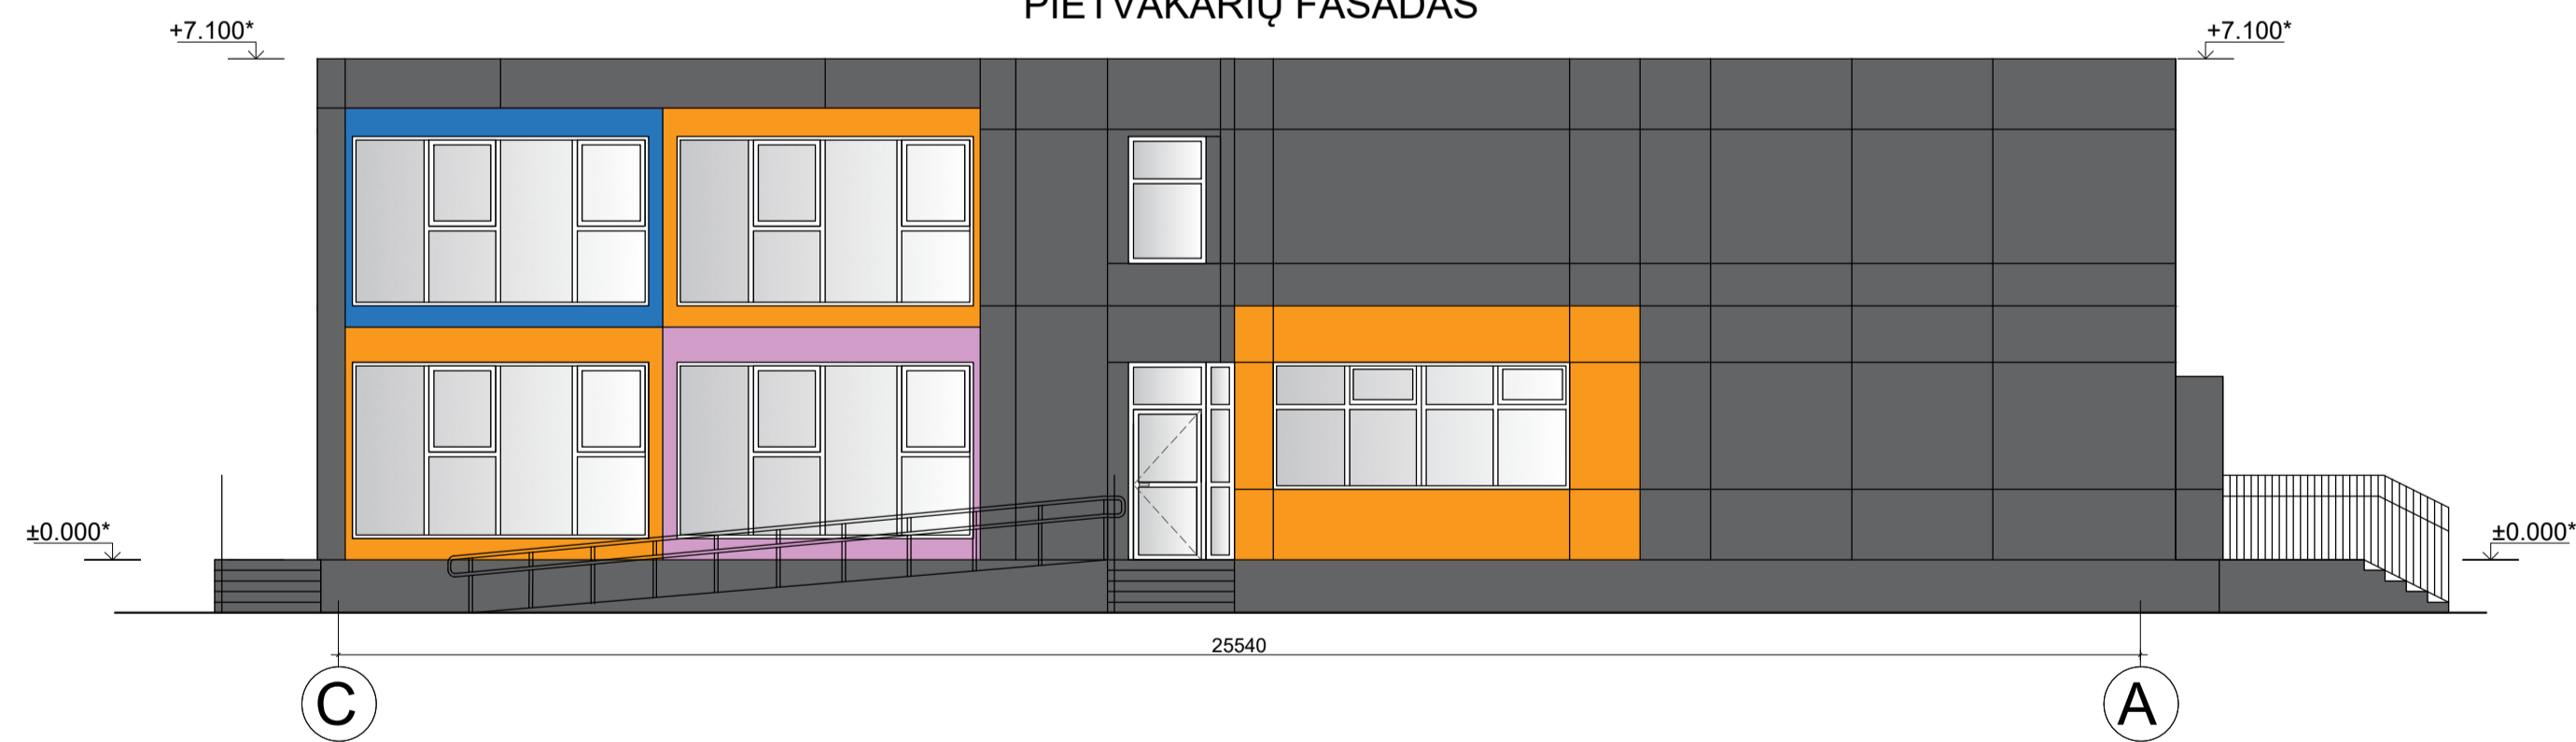 PIETVAKARIŲ FASADAS
+7.100*
+7.100*
±0.000*
±0.000*
25540
C
A